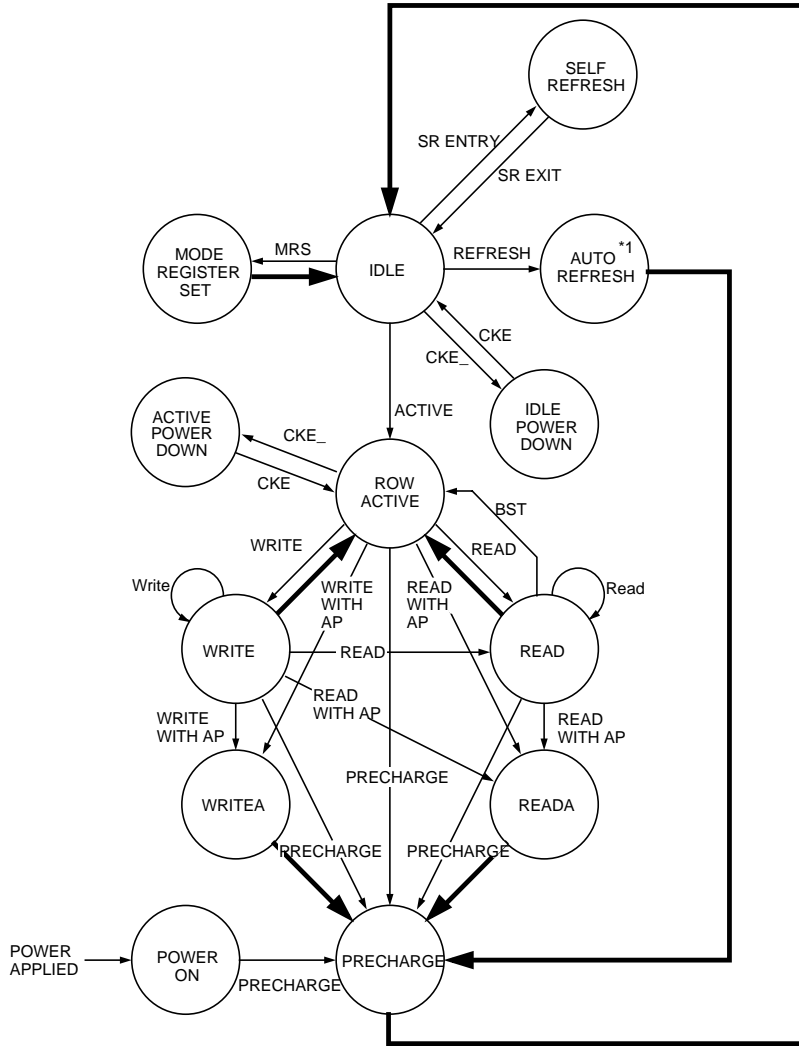 SELF
REFRESH
SR ENTRY
SR EXIT
MODE
REGISTER
SET
MRS
IDLE
REFRESH
AUTO
REFRESH
*1
CKE
CKE_
IDLE
POWER
DOWN
ACTIVE
ACTIVE
POWER
DOWN
CKE_
CKE
ROW
ACTIVE
BST
WRITE
READ
Write
WRITE
WITH
AP
READ
WITH
AP
Read
WRITE
READ
READ
READ
WITH AP
WRITE
WITH AP
READ
WITH AP
PRECHARGE
WRITEA
READA
PRECHARGE
PRECHARGE
POWER
APPLIED
POWER
ON
PRECHARGE
PRECHARGE